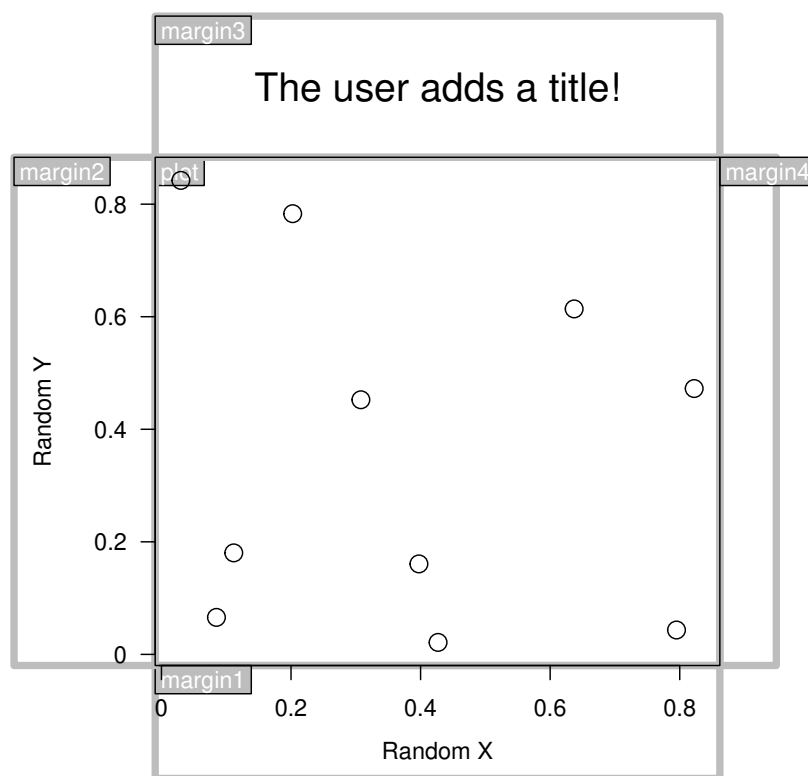 margin3
The user adds a title!
margin2
plot
margin4
0.8
0.6
0.4
0.2
0
Random Y
margin1
0
0.2
0.4
0.6
0.8
Random X